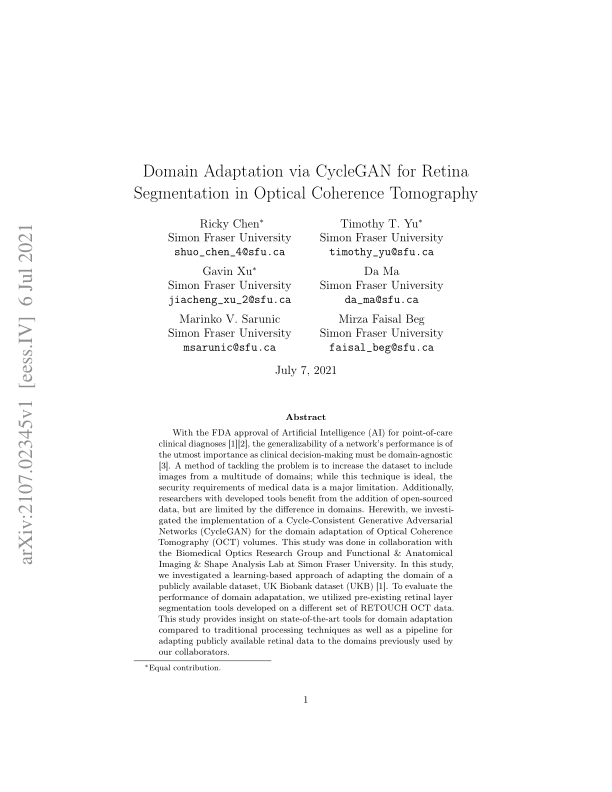 arXiv:2107.02345v1 [eess.IV] 6 Jul 2021
Domain Adaptation via CycleGAN for Retina
Segmentation in Optical Coherence Tomography
Ricky Chen*
Simon Fraser University
shuo_chen_4@sfu.ca
Timothy T. Yu*
Simon Fraser University
timothy_yu@sfu.ca
Gavin Xu*
Simon Fraser University
jiacheng_xu_2@sfu.ca
Da Ma
Simon Fraser University
da_ma@sfu.ca
Marinko V. Sarunic
Simon Fraser University
msarunic@sfu.ca
Mirza Faisal Beg
Simon Fraser University
faisal_beg@sfu.ca
July 7, 2021
Abstract
With the FDA approval of Artificial Intelligence (AI) for point-of-care
clinical diagnoses [1][2], the generalizability of a network's performance is of
the utmost importance as clinical decision-making must be domain-agnostic
[3]. A method of tackling the problem is to increase the dataset to include
images from a multitude of domains; while this technique is ideal, the
security requirements of medical data is a major limitation. Additionally,
researchers with developed tools benefit from the addition of open-sourced
data, but are limited by the difference in domains. Herewith, we investi-
gated the implementation of a Cycle-Consistent Generative Adversarial
Networks (CycleGAN) for the domain adaptation of Optical Coherence
Tomography (OCT) volumes. This study was done in collaboration with
the Biomedical Optics Research Group and Functional & Anatomical
Imaging & Shape Analysis Lab at Simon Fraser University. In this study,
we investigated a learning-based approach of adapting the domain of a
publicly available dataset, UK Biobank dataset (UKB) [1]. To evaluate the
performance of domain adapatation, we utilized pre-existing retinal layer
segmentation tools developed on a different set of RETOUCH OCT data.
This study provides insight on state-of-the-art tools for domain adaptation
compared to traditional processing techniques as well as a pipeline for
adapting publicly available retinal data to the domains previously used by
our collaborators.
*Equal contribution.
1